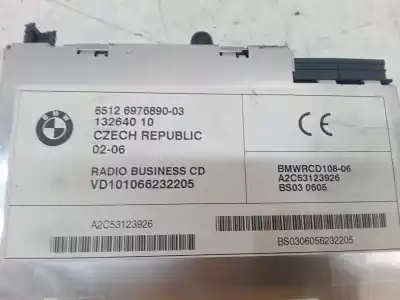 BMW
6512 6976890-03
132640 10
CZECH REPUBLIC
02-06
RADIO BUSINESS CD
VD101066232205
A2C53123926
CE
BMWRCD108-06
A2C53123926
BS03 0605
BS0306056232205